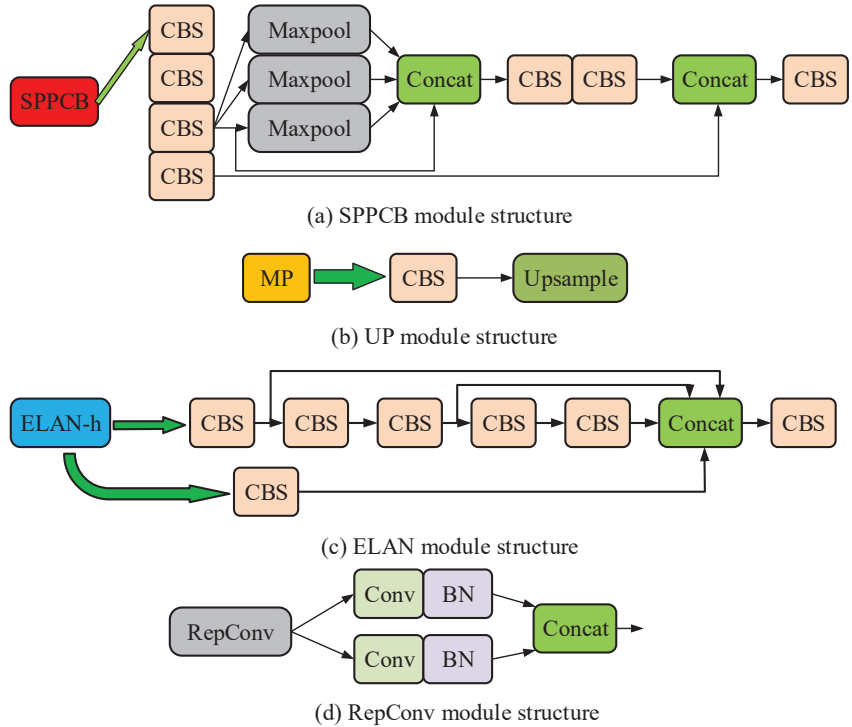 CBS Maxpool
SPPCB CBS Maxpool Concat CBS CBS Concat CBS
CBS Maxpool
CBS
(a) SPPCB module structure
MP CBS Upsample
(b) UP module structure
ELAN-h CBS CBS CBS CBS CBS Concat CBS
CBS
(c) ELAN module structure
Conv BN
RepConv Concat
Conv BN
(d) RepConv module structure